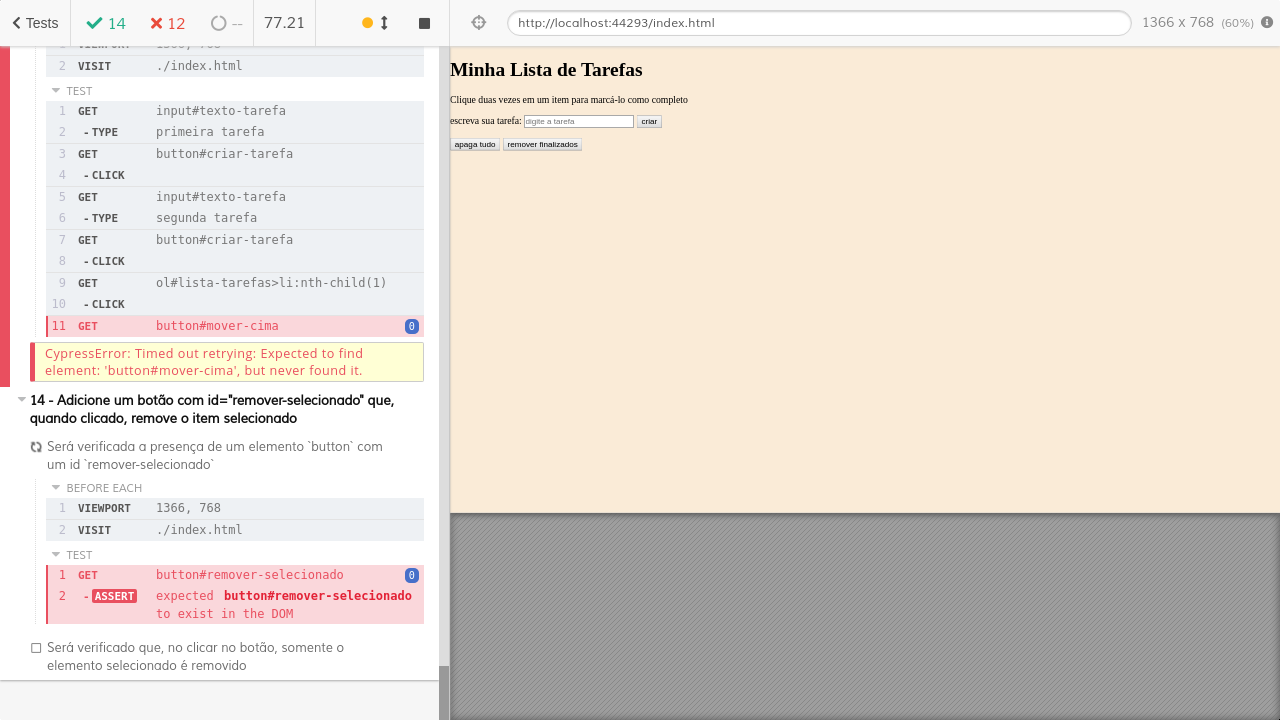 Tests
14
12
--
77.21
http://localhost:44293/index.html
1366 x 768 (60%)
1 VIEWPORT 1366, 768
2 VISIT ./index.html
TEST
1 GET input#texto-tarefa
2 -TYPE primeira tarefa
3 GET button#criar-tarefa
4 -CLICK
5 GET input#texto-tarefa
6 -TYPE segunda tarefa
7 GET button#criar-tarefa
8 -CLICK
9 GET ol#lista-tarefas>li:nth-child(1)
10 -CLICK
11 GET button#mover-cima 0
CypressError: Timed out retrying: Expected to find
element: 'button#mover-cima', but never found it.
14 - Adicione um botão com id="remover-selecionado" que,
quando clicado, remove o item selecionado
Será verificada a presença de um elemento `button` com
um id `remover-selecionado`
BEFORE EACH
1 VIEWPORT 1366, 768
2 VISIT ./index.html
TEST
1 GET button#remover-selecionado 0
2 -ASSERT expected button#remover-selecionado
to exist in the DOM
Será verificado que, no clicar no botão, somente o
elemento selecionado é removido
Minha Lista de Tarefas
Clique duas vezes em um item para marcá-lo como completo
escreva sua tarefa: digite a tarefa criar
apaga tudo remover finalizados